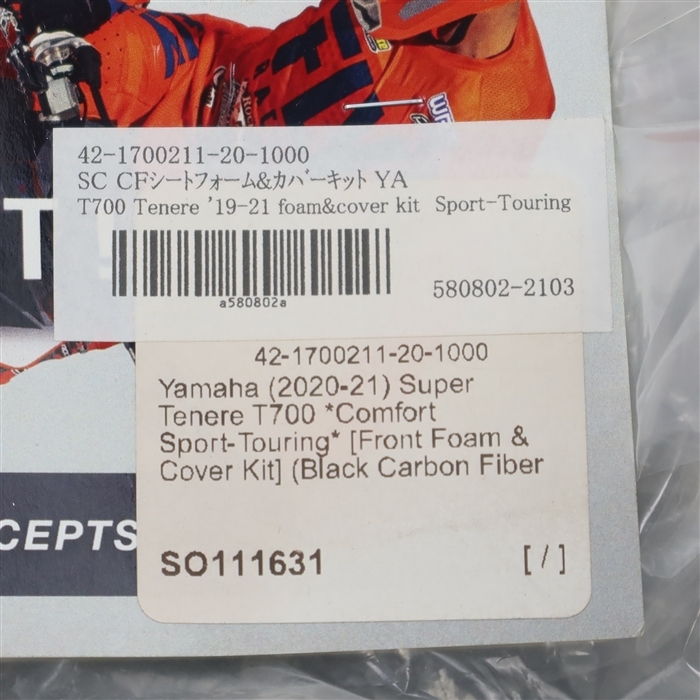 42-1700211-20-1000
SC CFシートフォーム&カバーキット YA
T700 Tenere '19-21 foam&cover kit Sport-Touring
T !
a580802a
580802-2103
42-1700211-20-1000
Yamaha (2020-21) Super
Tenere T700 *Comfort
Sport-Touring* [Front Foam &
Cover Kit] (Black Carbon Fiber
CEPTS
SO111631
[ / ]